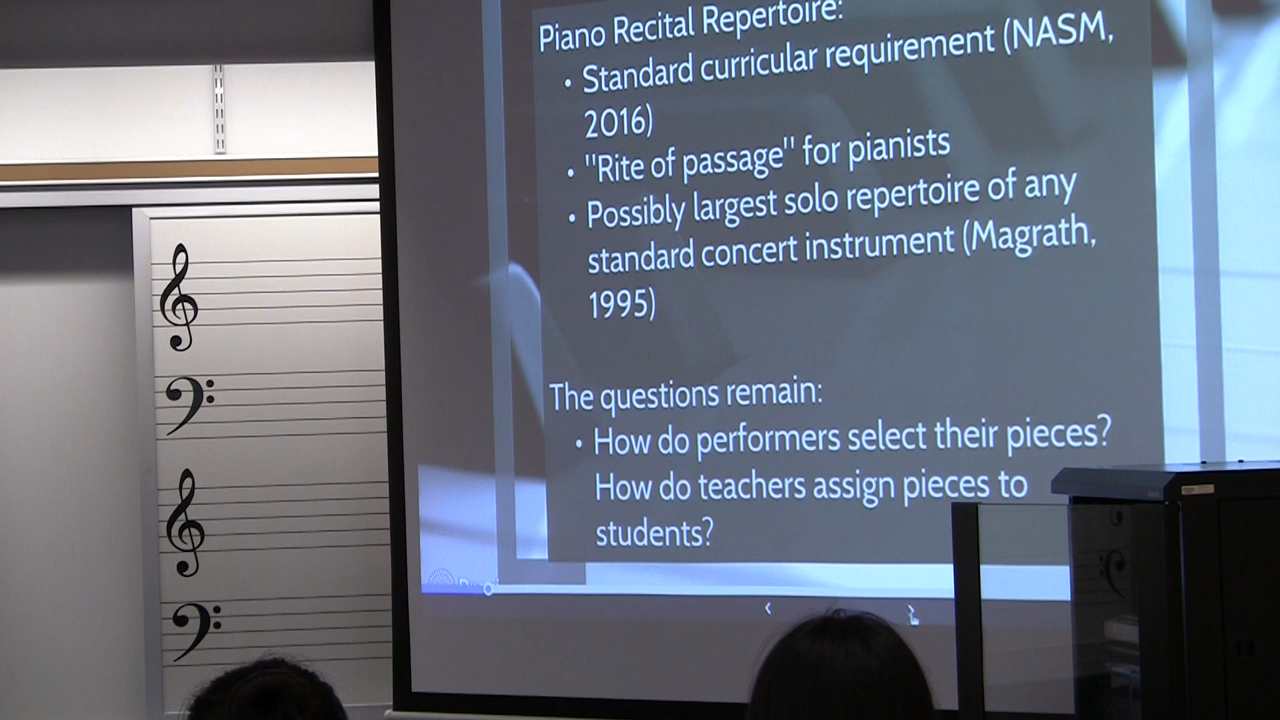 Piano Recital Repertoire:
• Standard curricular requirement (NASM,
2016)
• "Rite of passage" for pianists
• Possibly largest solo repertoire of any
standard concert instrument (Magrath,
1995)
The questions remain:
• How do performers select their pieces?
How do teachers assign pieces to
students?